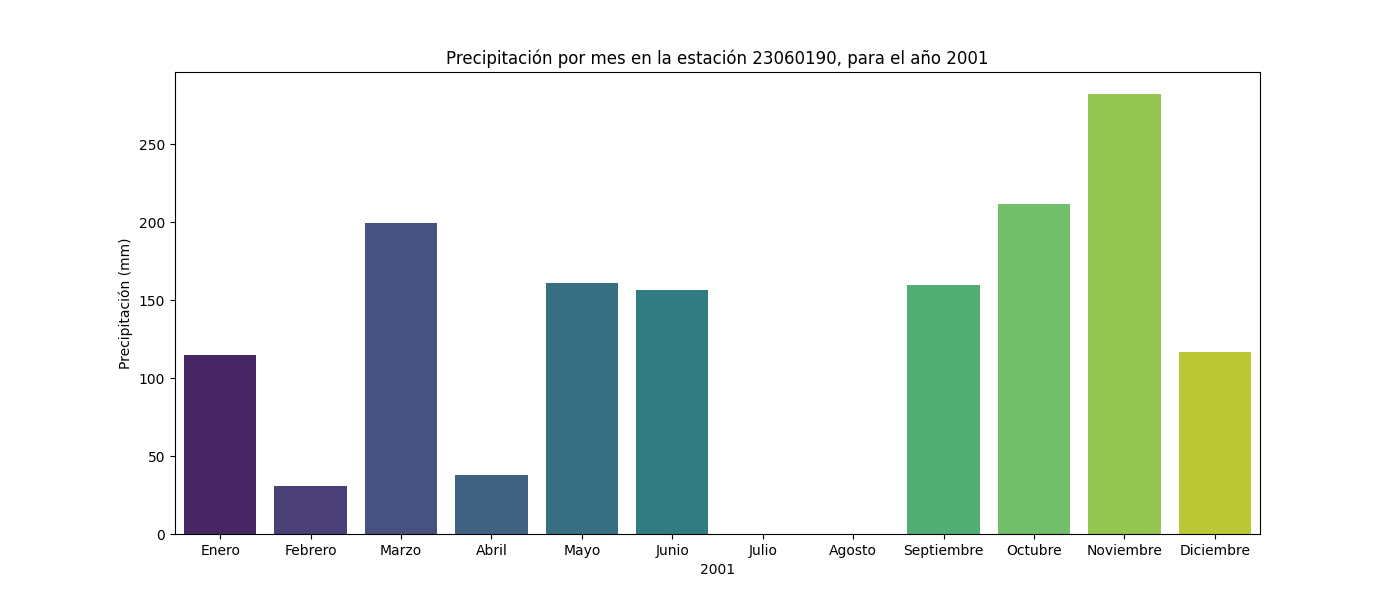 Precipitación por mes en la estación 23060190, para el año 2001
Precipitación (mm)
250
200
150
100
50
0
Enero Febrero Marzo Abril Mayo Junio Julio Agosto Septiembre Octubre Noviembre Diciembre
2001